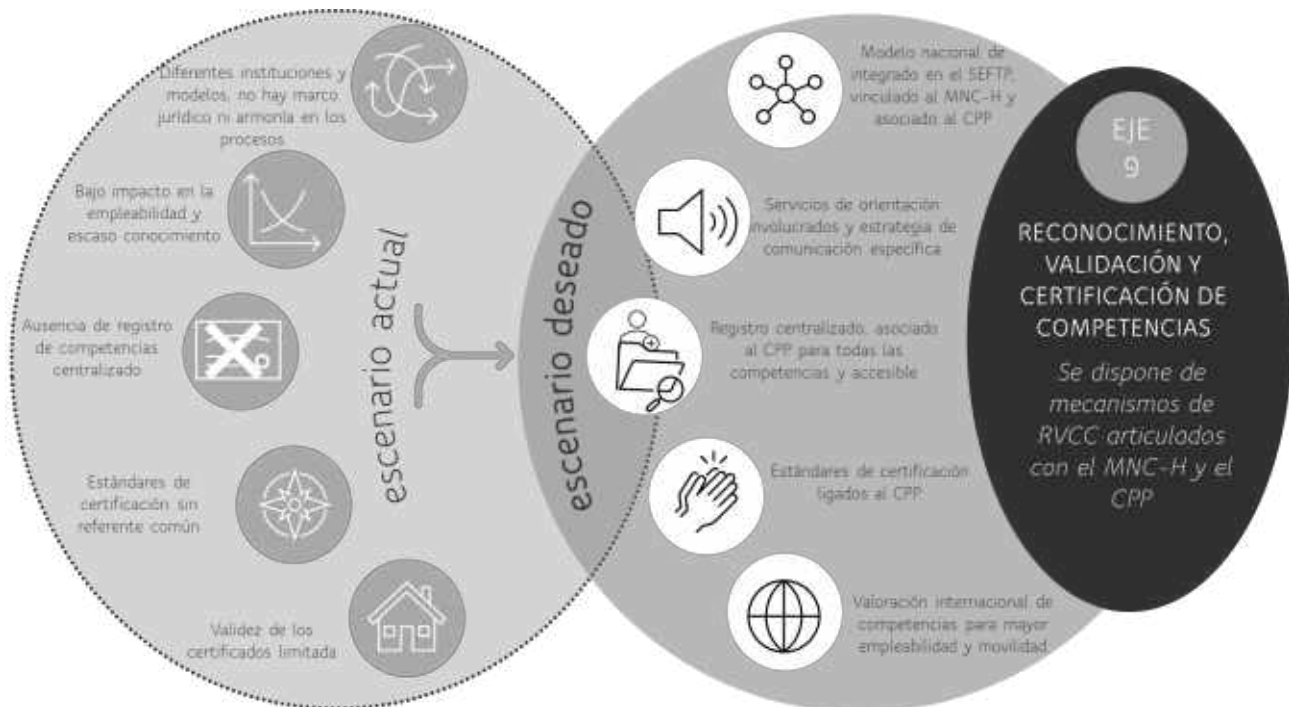 Diferentes instituciones y
modelos, no hay marco
jurídico ni armonía en los
procesos
Bajo impacto en la
empleabilidad y
escaso conocimiento
Ausencia de registro
de competencias
centralizado
Estándares de
certificación sin
referente común
Validez de los
certificados limitada
escenario actual
escenario deseado
Modelo nacional de
integrado en el SEFTP,
vinculado al MNC-H y
asociado al CPP
Servicios de orientación
involucrados y estrategia de
comunicación específica
Registro centralizado, asociado
al CPP para todas las
competencias y accesible
Estándares de certificación
ligados al CPP
Valoración internacional de
competencias para mayor
empleabilidad y movilidad
EJE
9
RECONOCIMIENTO,
VALIDACIÓN Y
CERTIFICACIÓN DE
COMPETENCIAS
Se dispone de
mecanismos de
RVCC articulados
con el MNC-H y el
CPP